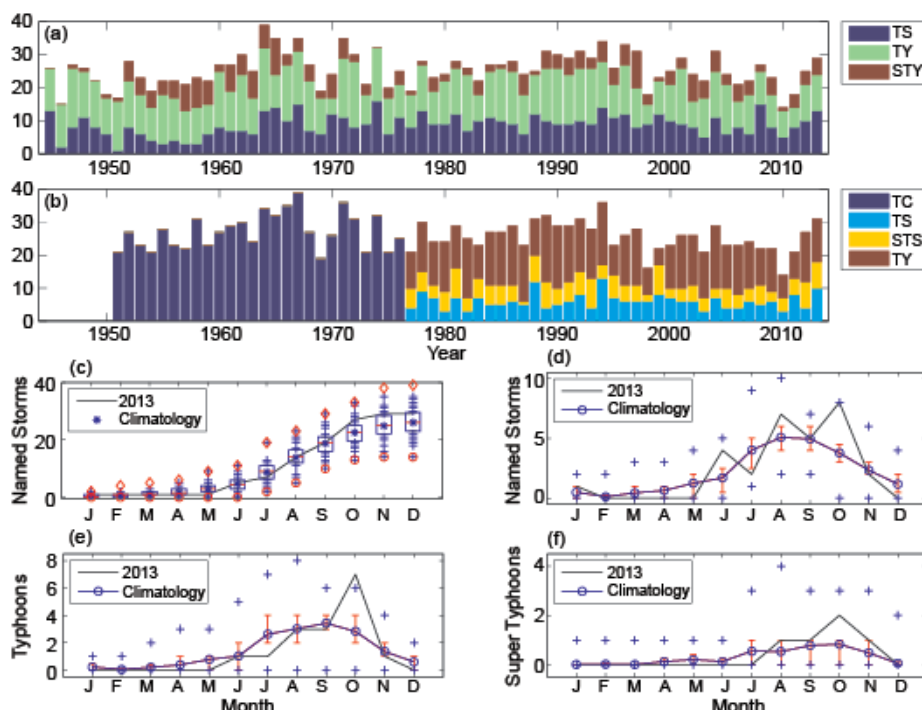 40 (a)
30
20
10
0
TS
TY
STY
1950 1960 1970 1980 1990 2000 2010
40 (b)
30
20
10
0
TC
TS
STS
TY
1950 1960 1970 1980 1990 2000 2010
Year
(c)
Named Storms
40
20
0
2013
Climatology
J F M A M J J A S O N D
(d)
Named Storms
10
5
0
2013
Climatology
J F M A M J J A S O N D
(e)
Typhoons
8
6
4
2
0
2013
Climatology
J F M A M J J A S O N D
Month
(f)
Super Typhoons
4
2
0
2013
Climatology
J F M A M J J A S O N D
Month